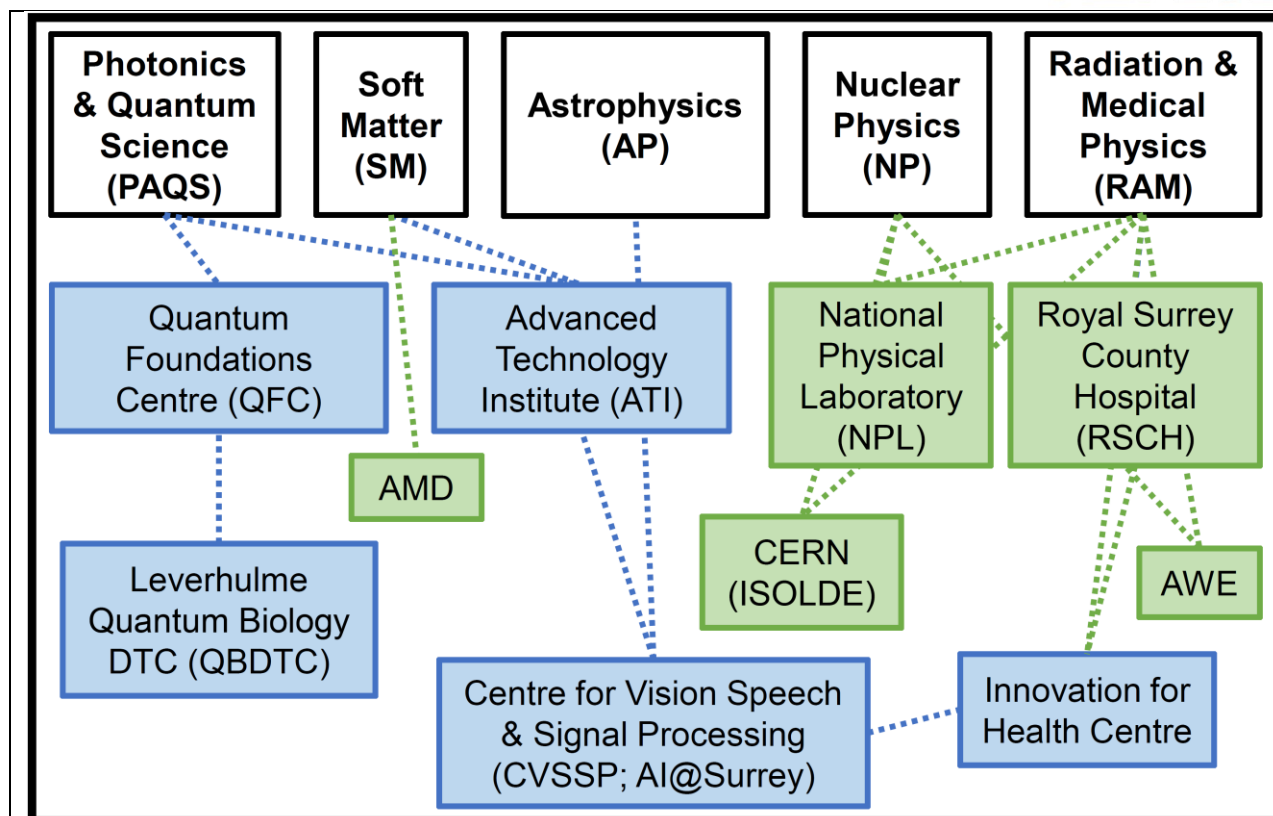 Photonics
& Quantum
Science
(PAQS)
Soft
Matter
(SM)
Astrophysics
(AP)
Nuclear
Physics
(NP)
Radiation &
Medical
Physics
(RAM)
Quantum
Foundations
Centre (QFC)
Advanced
Technology
Institute (ATI)
National
Physical
Laboratory
(NPL)
Royal Surrey
County
Hospital
(RSCH)
AMD
CERN
(ISOLDE)
AWE
Leverhulme
Quantum Biology
DTC (QBDTC)
Centre for Vision Speech
& Signal Processing
(CVSSP; AI@Surrey)
Innovation for
Health Centre